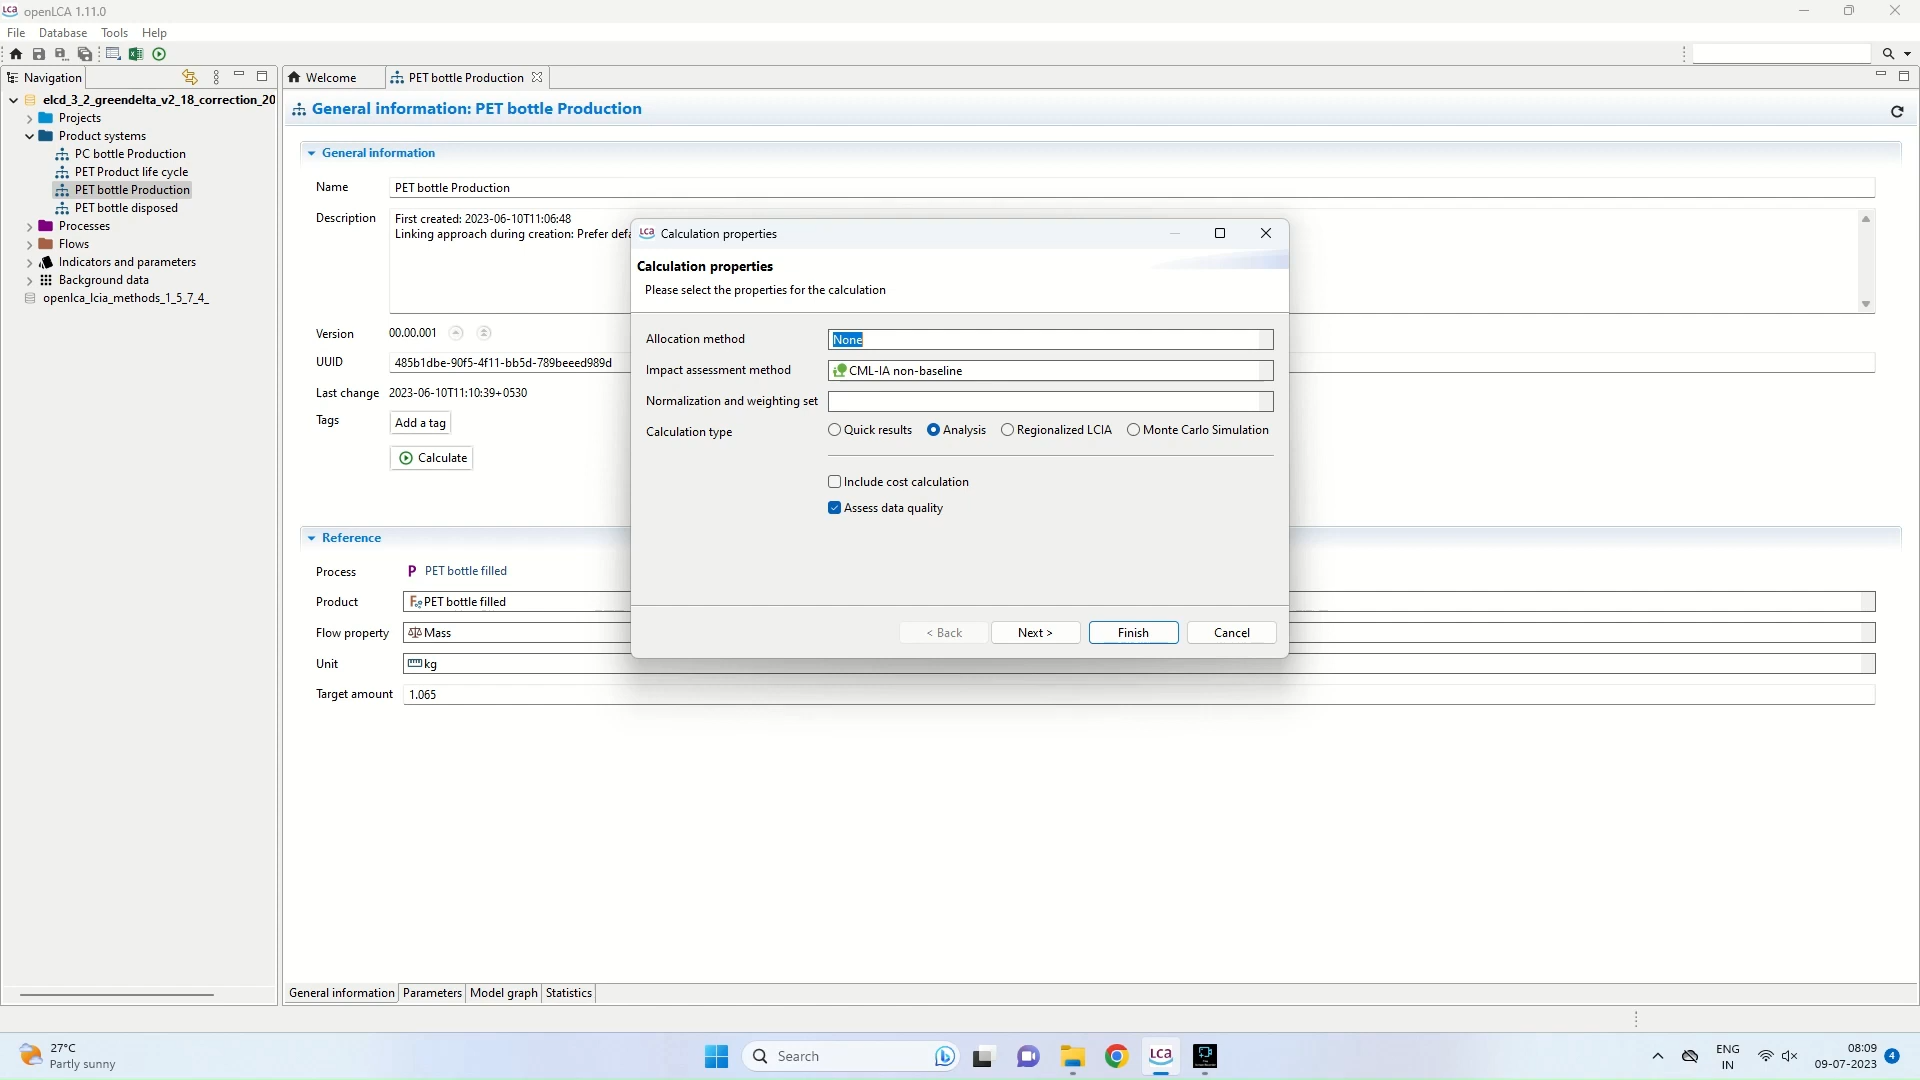 LCA openLCA 1.11.0
File Database Tools Help
Navigation
Welcome PET bottle Production
elcd_3_2_greendelta_v2_18_correction_20
Projects
Product systems
PC bottle Production
PET Product life cycle
PET bottle Production
PET bottle disposed
Processes
Flows
Indicators and parameters
Background data
openlca_lcia_methods_1_5_7_4_
General information: PET bottle Production
General information
Name PET bottle Production
Description First created: 2023-06-10T11:06:48
Linking approach during creation: Prefer defa
Version 00.00.001
UUID 485b1dbe-90f5-4f11-bb5d-789beeed989d
Last change 2023-06-10T11:10:39+0530
Tags Add a tag
Calculate
Reference
Process P PET bottle filled
Product PET bottle filled
Flow property Mass
Unit kg
Target amount 1.065
LCA Calculation properties
Calculation properties
Please select the properties for the calculation
Allocation method None
Impact assessment method CML-IA non-baseline
Normalization and weighting set
Calculation type Quick results Analysis Regionalized LCIA Monte Carlo Simulation
Include cost calculation
Assess data quality
< Back Next > Finish Cancel
General information Parameters Model graph Statistics
27°C
Partly sunny
Search
LCA
ENG
IN
08:09
09-07-2023
4